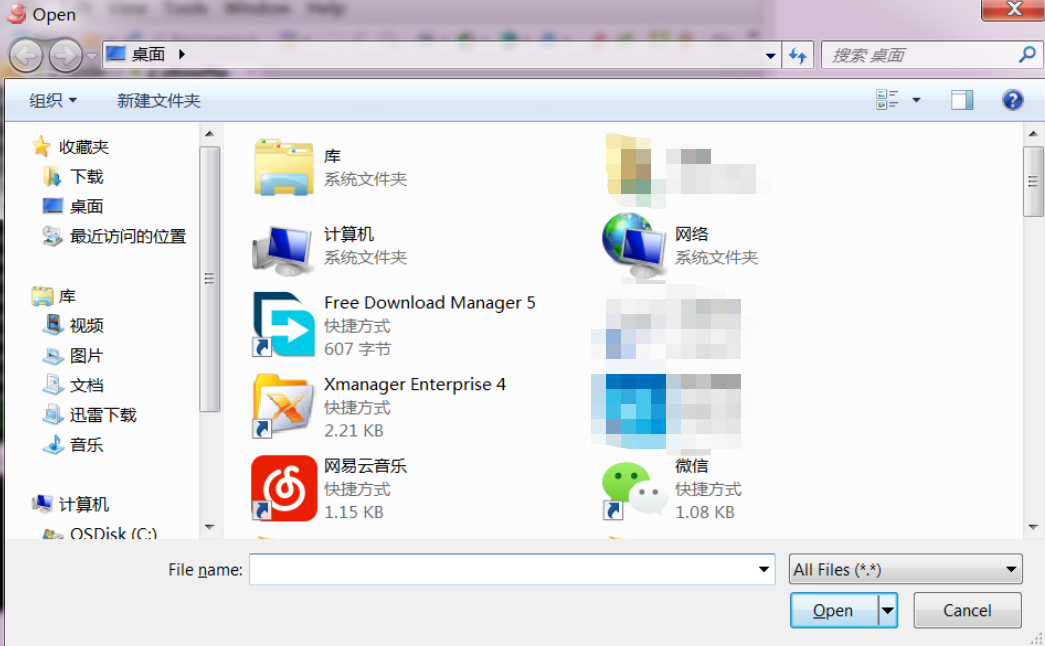 Open
View Tools Window Help
桌面
搜索 桌面
组织
新建文件夹
收藏夹
下载
桌面
最近访问的位置
库
视频
图片
文档
迅雷下载
音乐
计算机
OSDisk (C:)
库
系统文件夹
计算机
系统文件夹
网络
系统文件夹
Free Download Manager 5
快捷方式
607 字节
Xmanager Enterprise 4
快捷方式
2.21 KB
网易云音乐
快捷方式
1.15 KB
微信
快捷方式
1.08 KB
File name:
All Files (*.*)
Open
Cancel